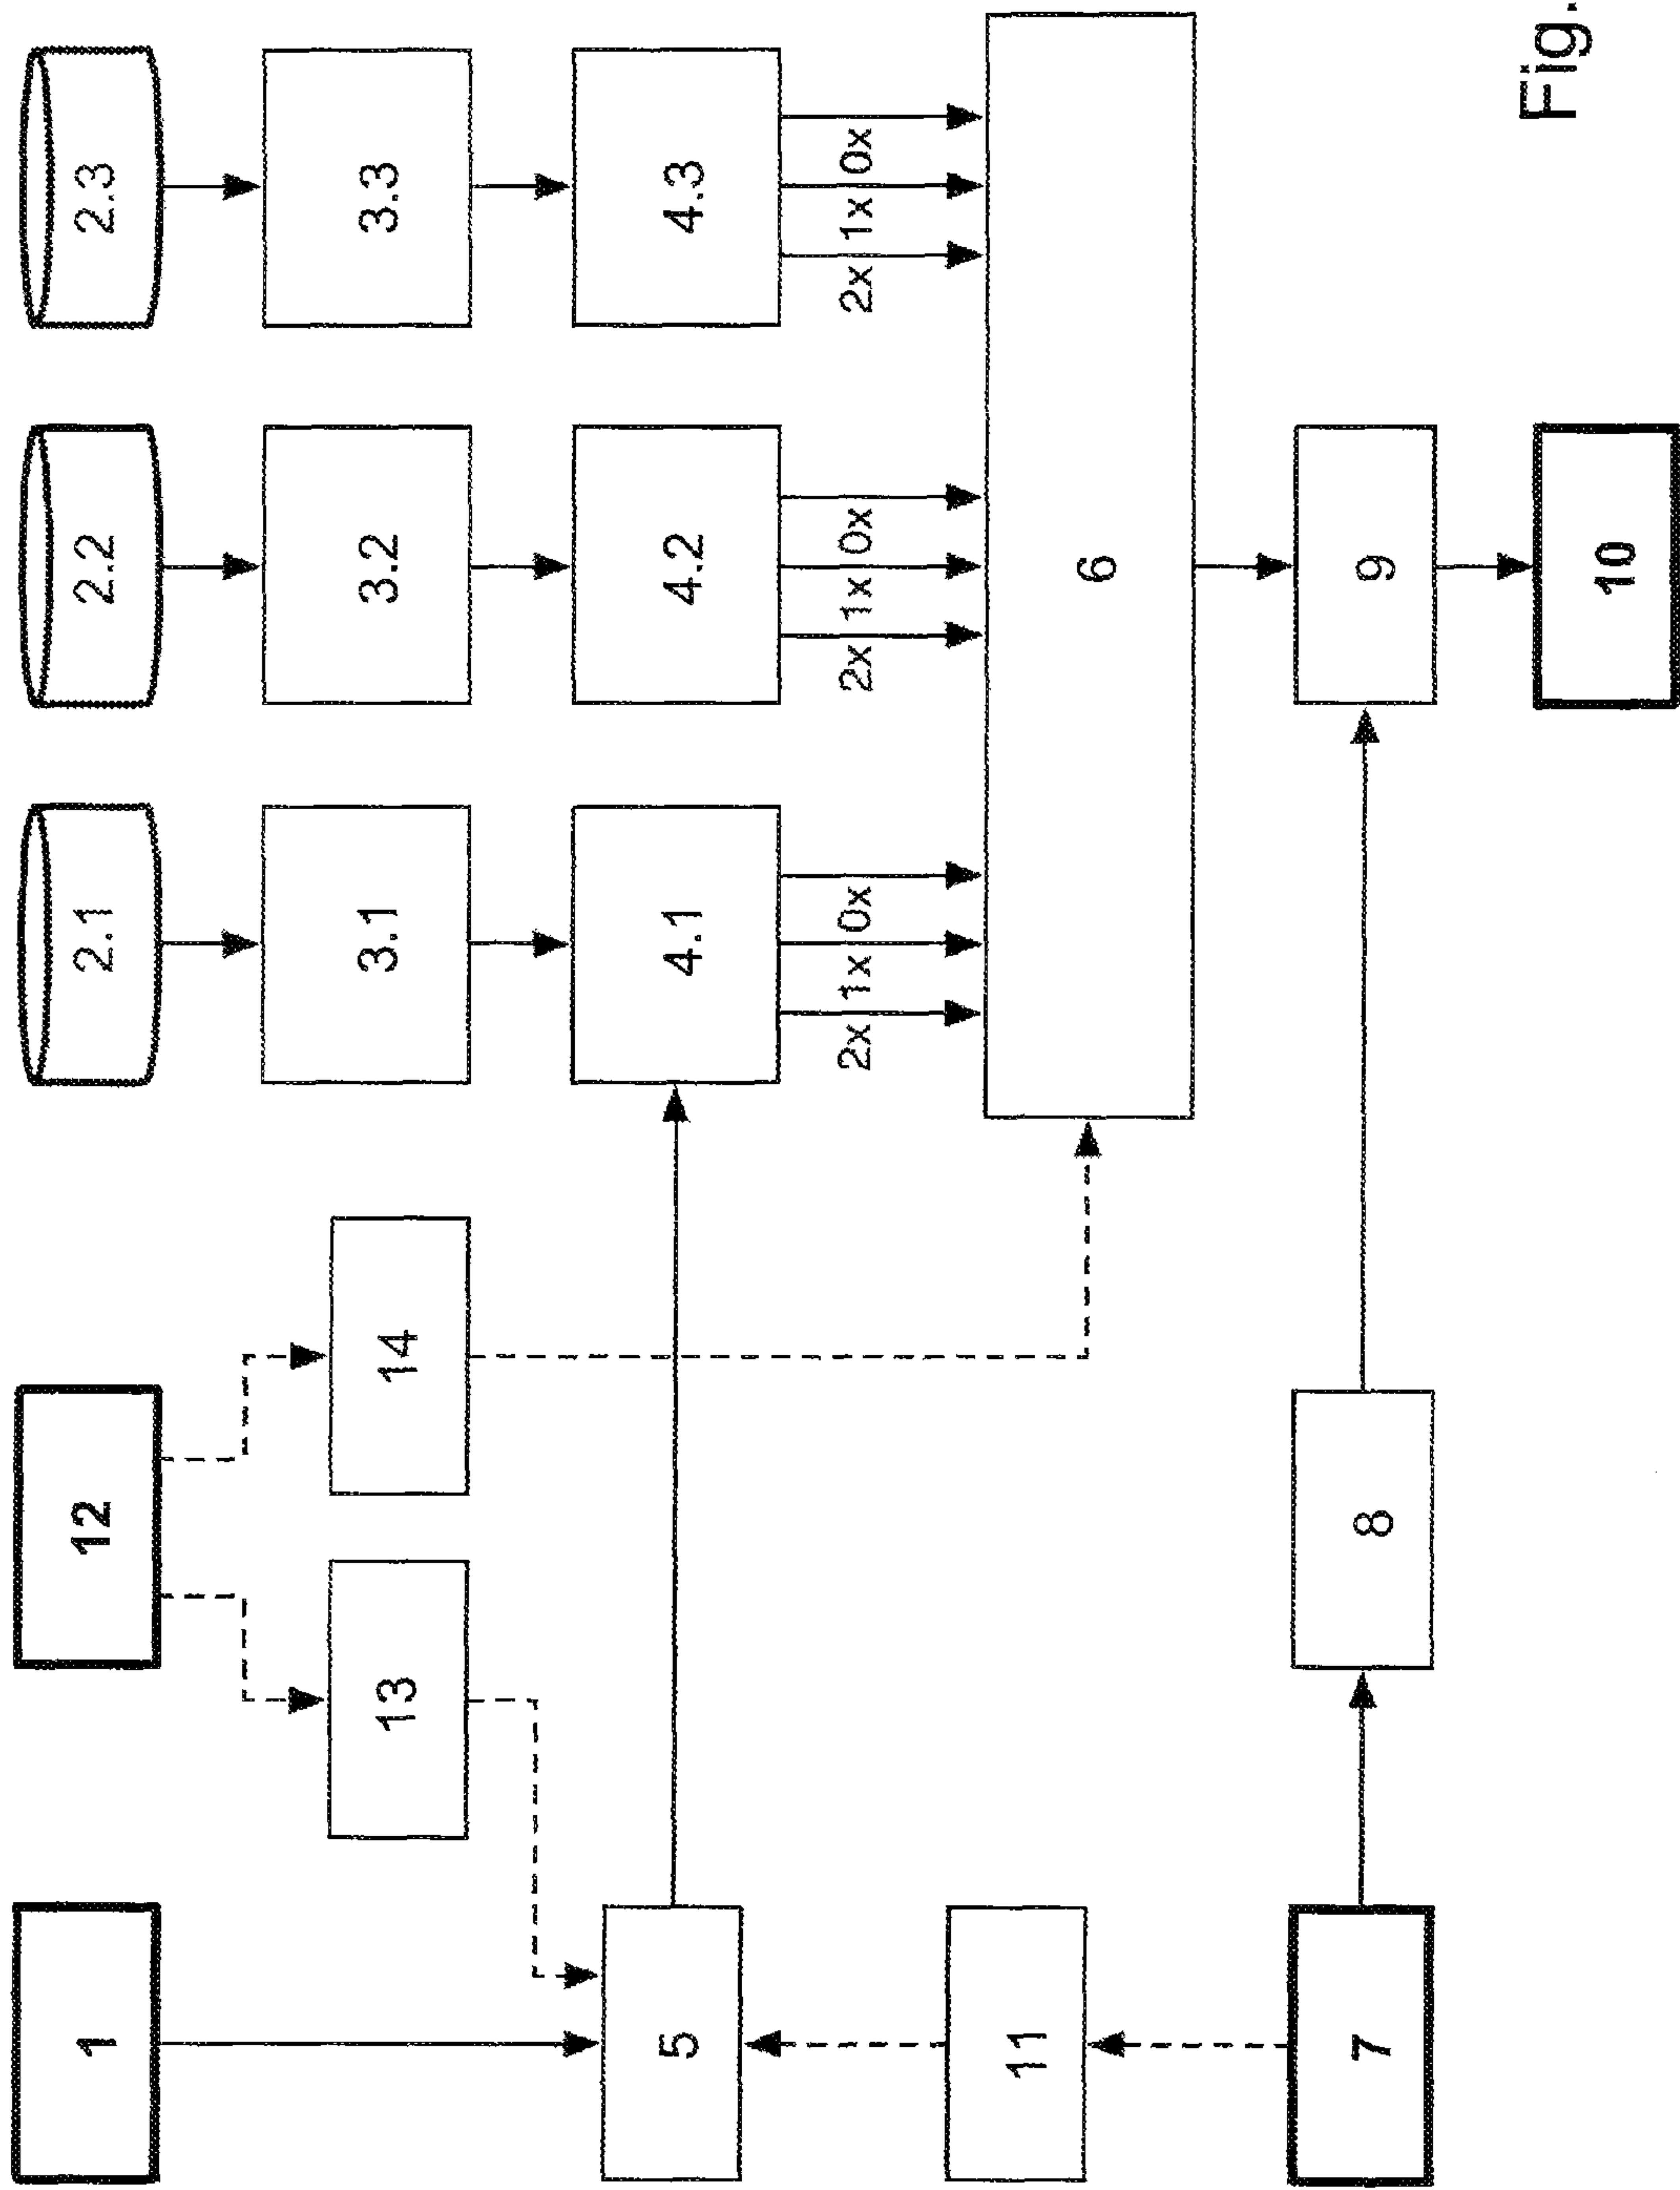 1 12 2.1 2.2 2.3
13 14 3.1 3.2 3.3
5 4.1 4.2 4.3
2x 1x 0x 2x 1x 0x 2x 1x 0x
11 6
7 8 9
10
Fig.